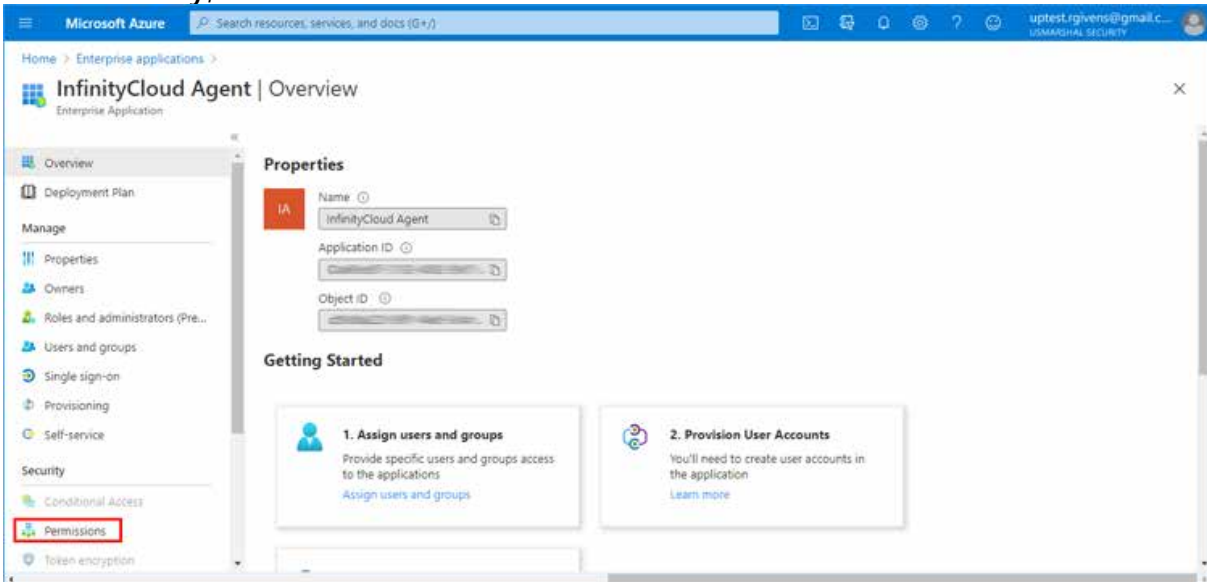 Microsoft Azure
Search resources, services, and docs (G+/)
uptest.rgivens@gmail.c...
USMARSHAL SECURITY
Home > Enterprise applications >
InfinityCloud Agent | Overview
Enterprise Application
Overview
Deployment Plan
Manage
Properties
Owners
Roles and administrators (Pre...
Users and groups
Single sign-on
Provisioning
Self-service
Security
Conditional Access
Permissions
Token encryption
Properties
IA
Name
InfinityCloud Agent
Application ID
Object ID
Getting Started
1. Assign users and groups
Provide specific users and groups access
to the applications
Assign users and groups
2. Provision User Accounts
You'll need to create user accounts in
the application
Learn more